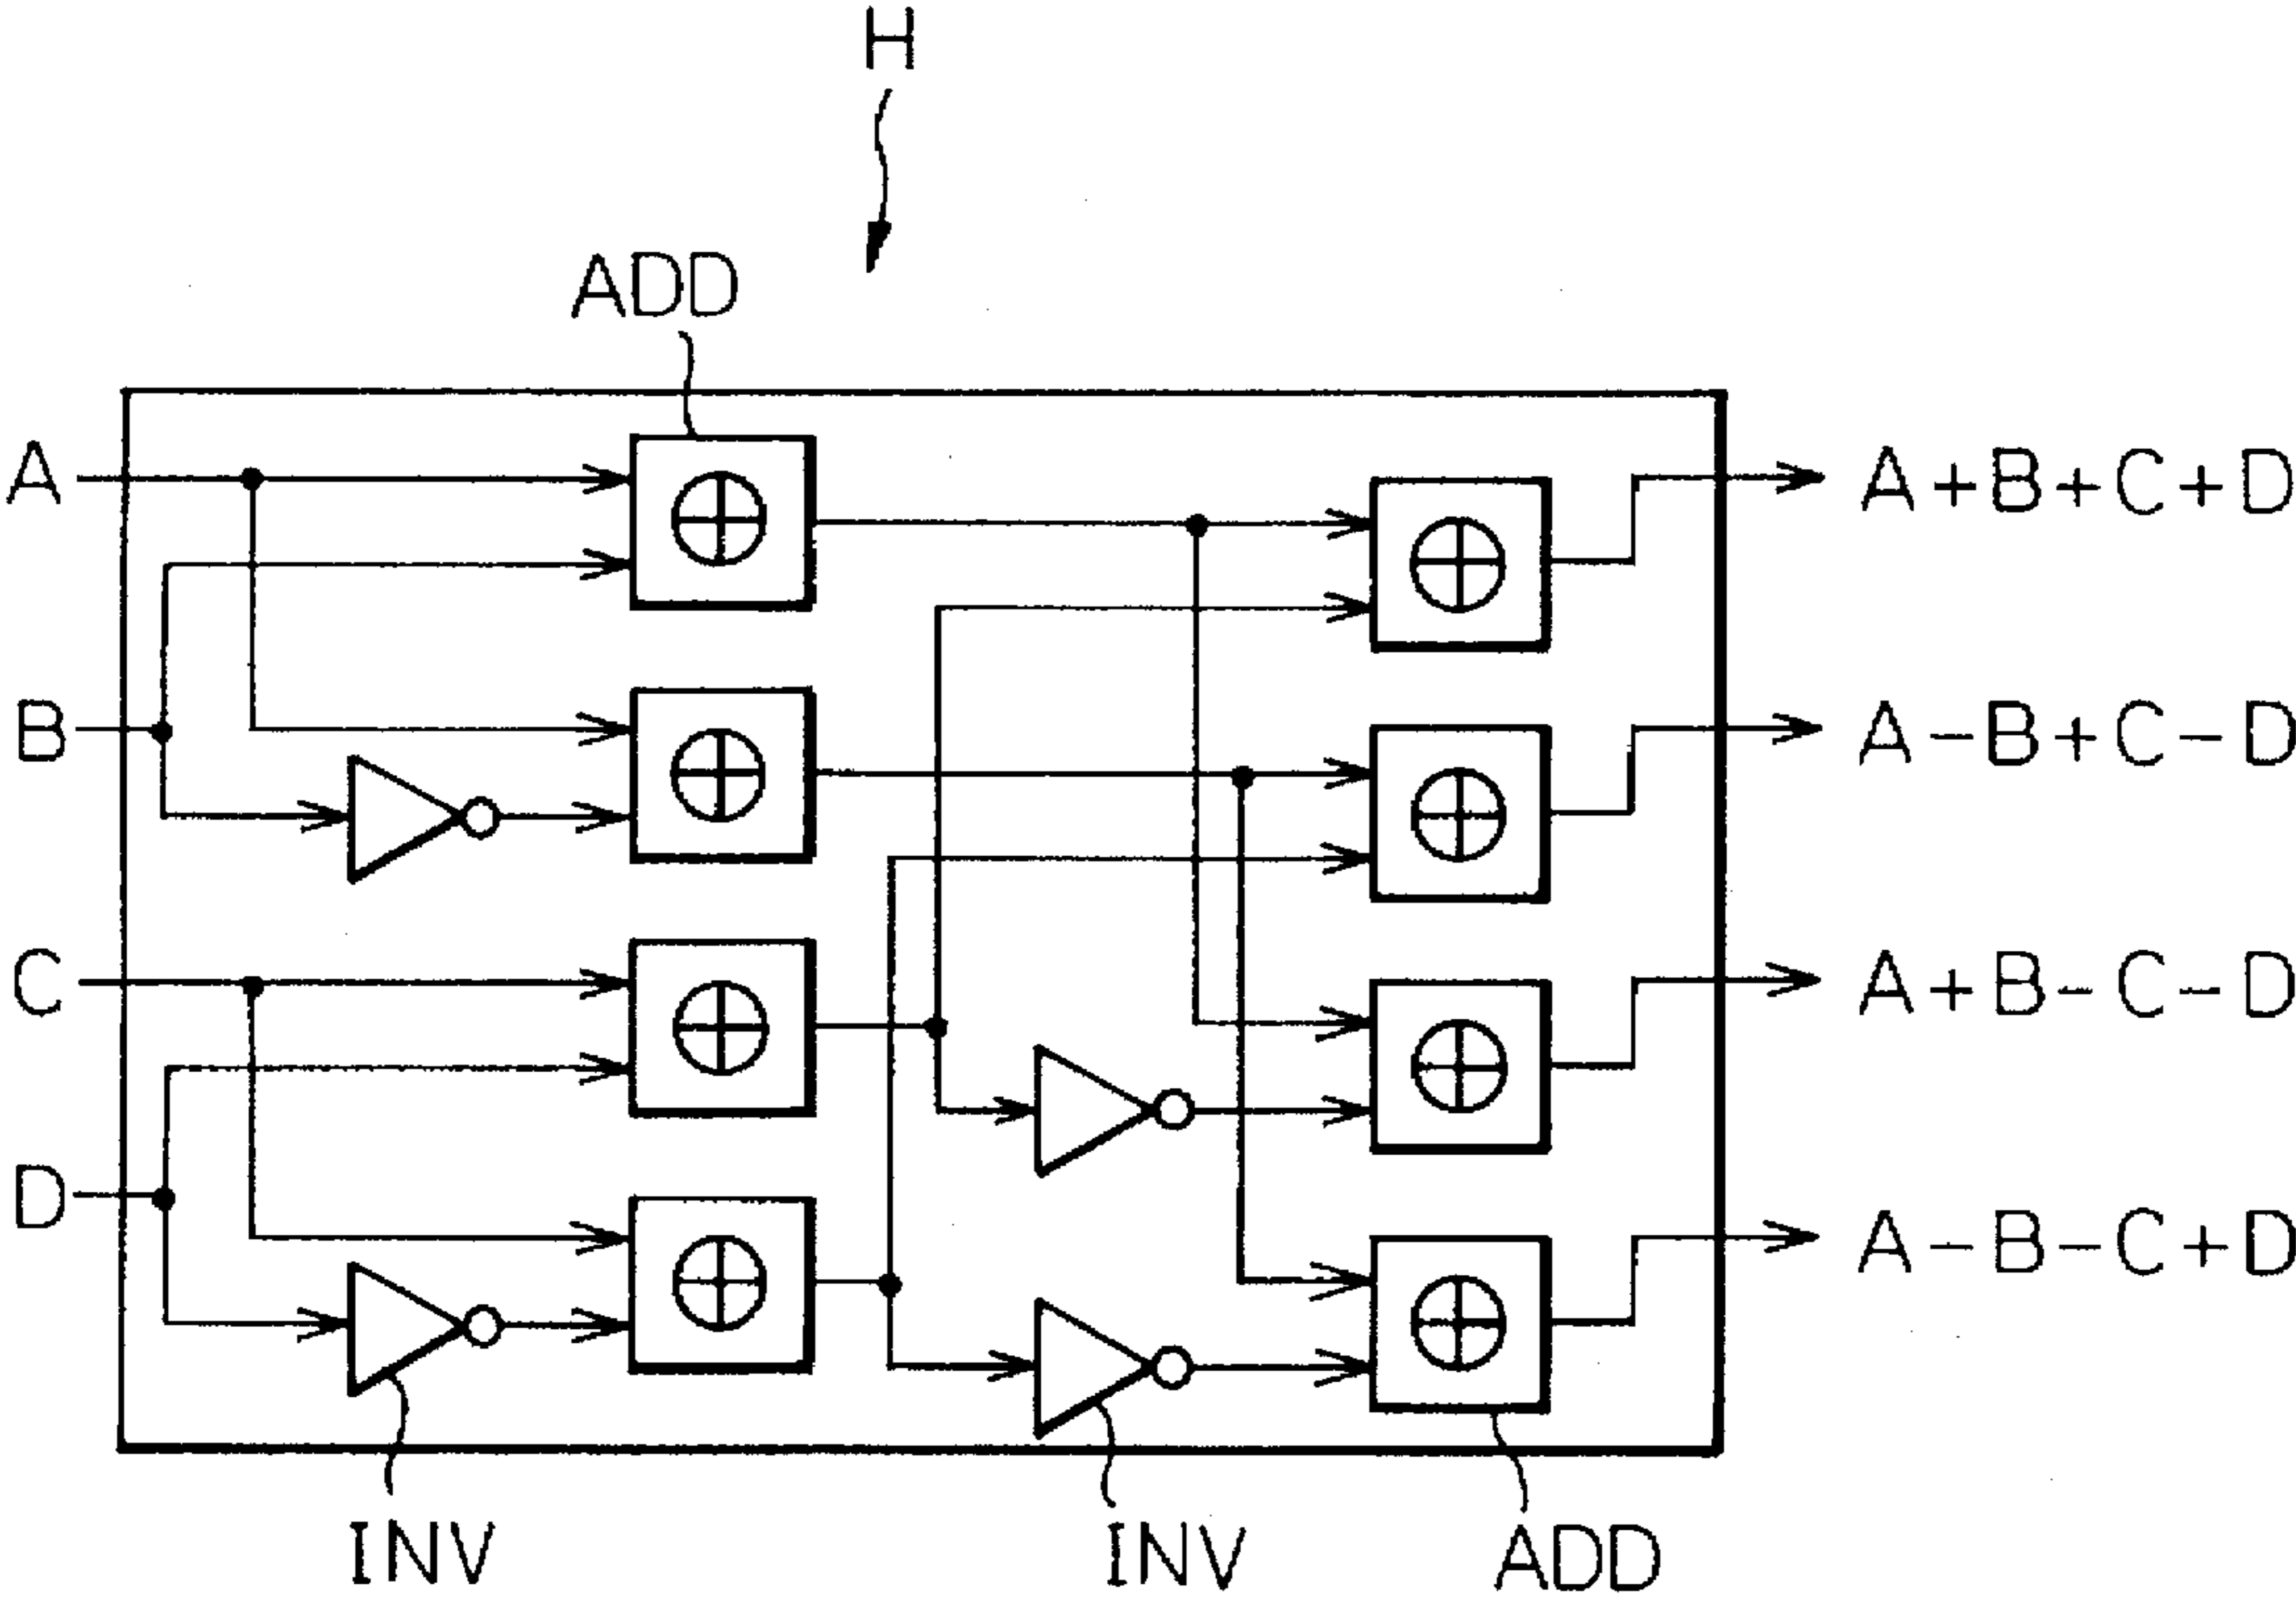 H
ADD
A
A+B+C+D
B
A-B+C-D
C
A+B-C-D
D
A-B-C+D
INV
INV
ADD